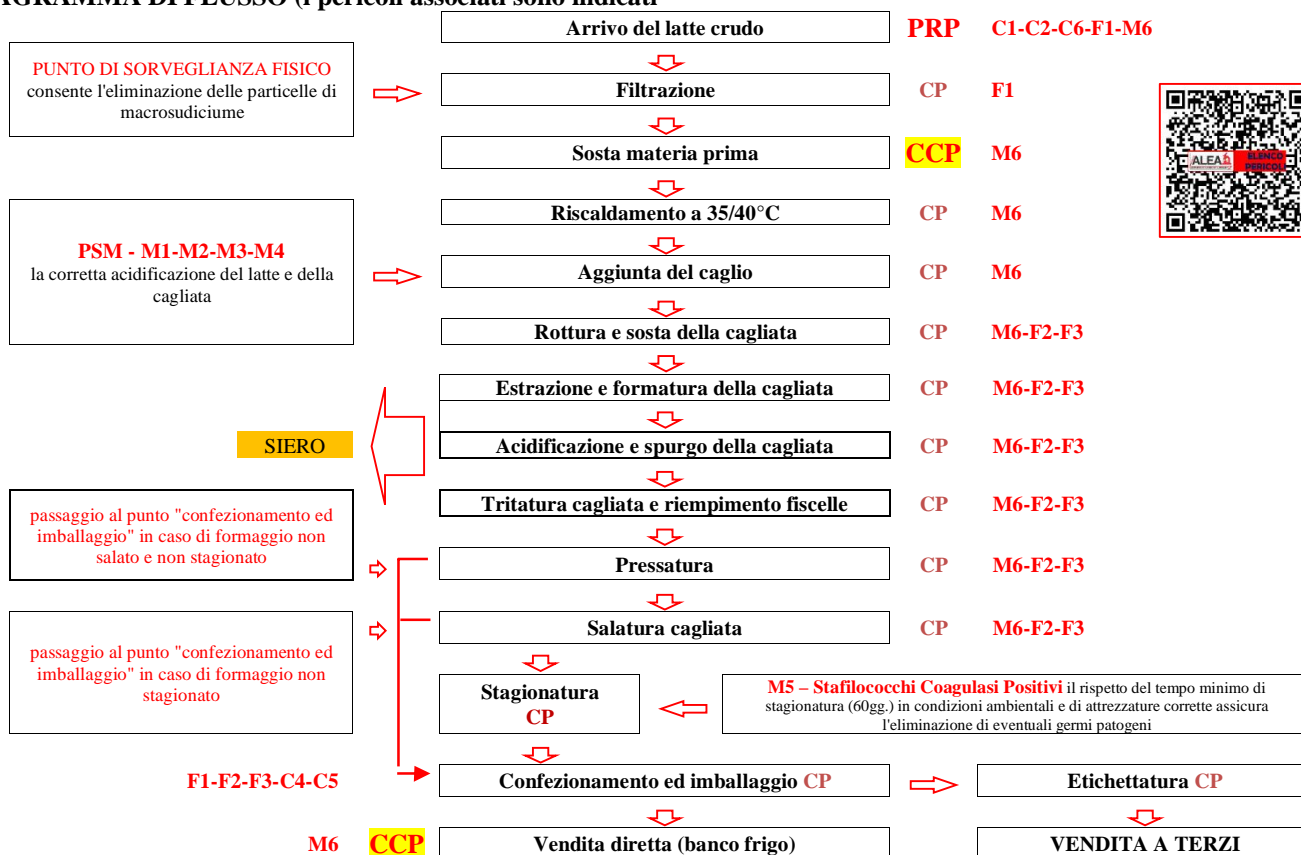 AGRAMMA DI FLUSSO (i pericoli associati sono indicati
Arrivo del latte crudo PRP C1-C2-C6-F1-M6
PUNTO DI SORVEGLIANZA FISICO
consente l'eliminazione delle particelle di
macrosudiciume
Filtrazione CP F1
Sosta materia prima CCP M6
ALEA ELENCO
PERICOLI
Riscaldamento a 35/40°C CP M6
PSM - M1-M2-M3-M4
la corretta acidificazione del latte e della
cagliata
Aggiunta del caglio CP M6
Rottura e sosta della cagliata CP M6-F2-F3
Estrazione e formatura della cagliata CP M6-F2-F3
SIERO
Acidificazione e spurgo della cagliata CP M6-F2-F3
Tritatura cagliata e riempimento fiscelle CP M6-F2-F3
passaggio al punto "confezionamento ed
imballaggio" in caso di formaggio non
salato e non stagionato
Pressatura CP M6-F2-F3
Salatura cagliata CP M6-F2-F3
passaggio al punto "confezionamento ed
imballaggio" in caso di formaggio non
stagionato
Stagionatura
CP
M5 – Stafilococchi Coagulasi Positivi il rispetto del tempo minimo di
stagionatura (60gg.) in condizioni ambientali e di attrezzature corrette assicura
l'eliminazione di eventuali germi patogeni
F1-F2-F3-C4-C5 Confezionamento ed imballaggio CP Etichettatura CP
M6 CCP Vendita diretta (banco frigo) VENDITA A TERZI